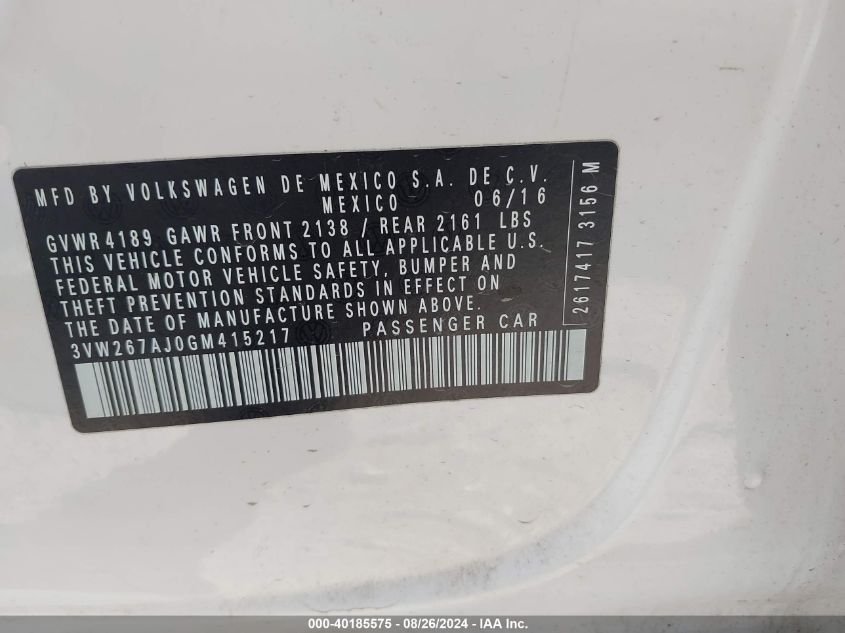 MFD BY VOLKSWAGEN DE MEXICO S.A. DE C.V.
MEXICO 06/16
GVWR 4189 GAWR FRONT 2138 / REAR 2161 LBS
THIS VEHICLE CONFORMS TO ALL APPLICABLE U.S.
FEDERAL MOTOR VEHICLE SAFETY, BUMPER AND
THEFT PREVENTION STANDARDS IN EFFECT ON
THE DATE OF MANUFACTURE SHOWN ABOVE.
3VW267AJ0GM415217 PASSENGER CAR
2617417 3156 M
000-40185575 - 08/26/2024 - IAA Inc.